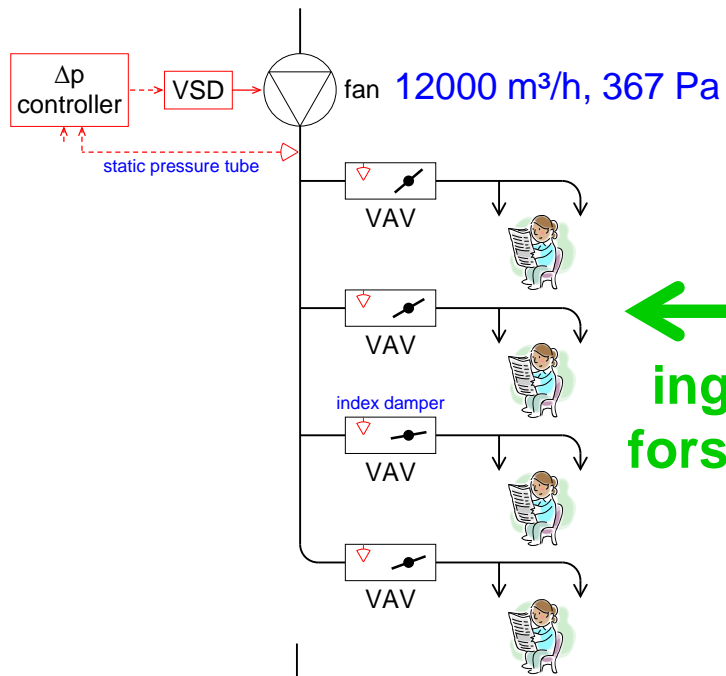 Δp
controller
VSD
fan
12000 m³/h, 367 Pa
static pressure tube
VAV
VAV
ing
fors
index damper
VAV
VAV